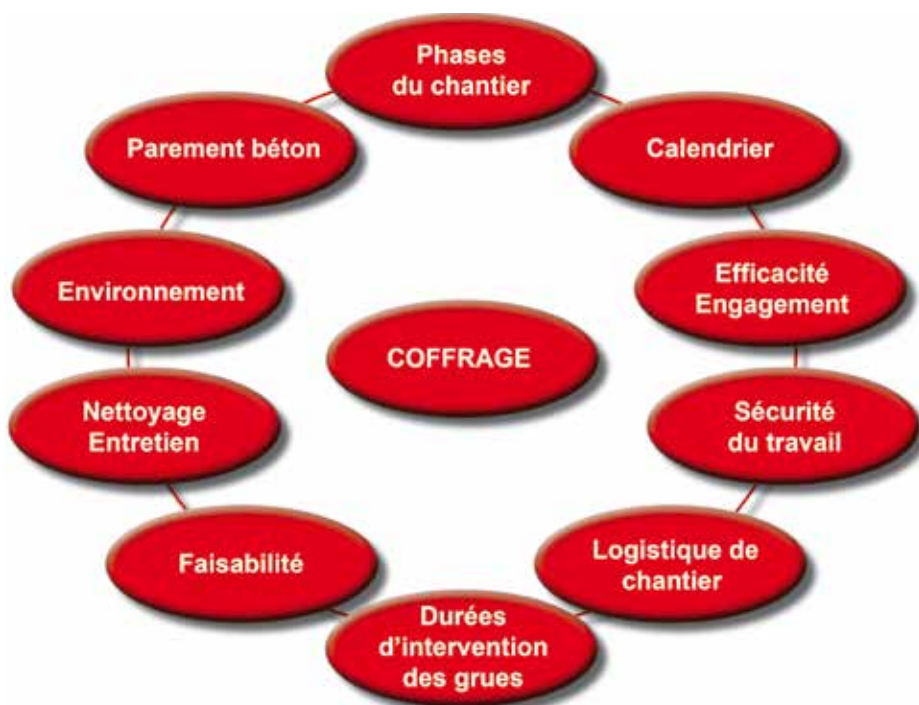 Phases
du chantier
Calendrier
Efficacité
Engagement
Sécurité
du travail
Logistique de
chantier
Durées
d'intervention
des grues
Faisabilité
Nettoyage
Entretien
Environnement
Parement béton
COFFRAGE